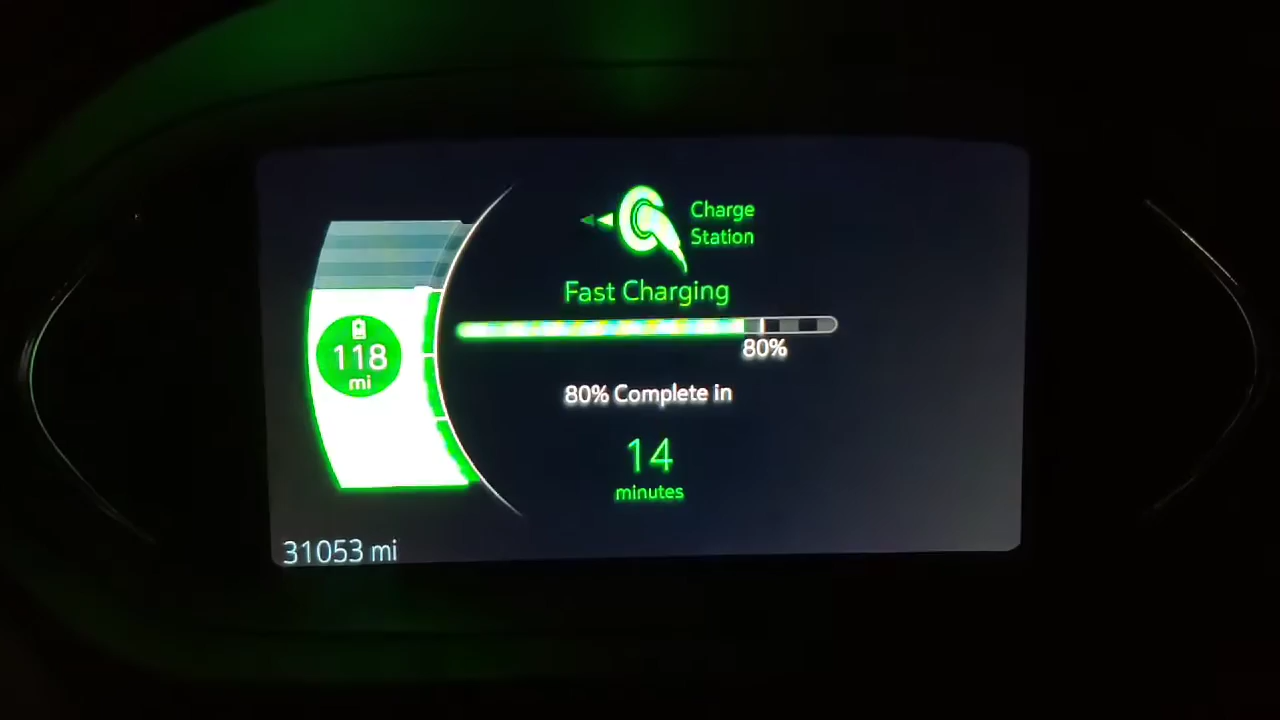 Charge
Station
Fast Charging
80%
118
mi
80% Complete in
14
minutes
31053 mi